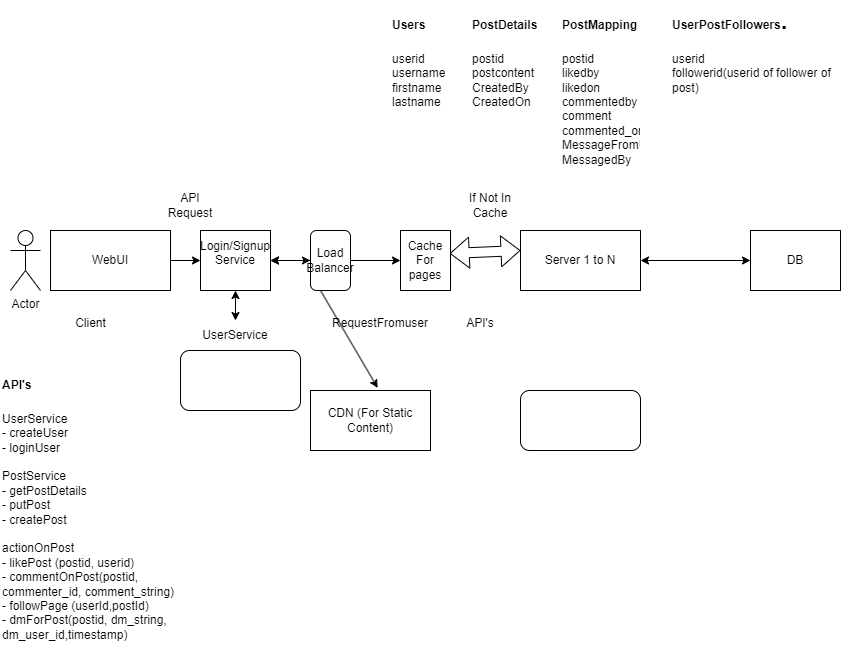 Users
userid
username
firstname
lastname
PostDetails
postid
postcontent
CreatedBy
CreatedOn
PostMapping
postid
likedby
likedon
commentedby
comment
commented_on
MessageFrom
MessagedBy
UserPostFollowers.
userid
followerid(userid of follower of
post)
API
Request
If Not In
Cache
Actor
WebUI
Login/Signup
Service
Load
Balancer
Cache
For
pages
Server 1 to N
DB
Client
UserService
RequestFromuser
API's
CDN (For Static
Content)
API's
UserService
- createUser
- loginUser
PostService
- getPostDetails
- putPost
- createPost
actionOnPost
- likePost (postid, userid)
- commentOnPost(postid,
commenter_id, comment_string)
- followPage (userId,postId)
- dmForPost(postid, dm_string,
dm_user_id,timestamp)